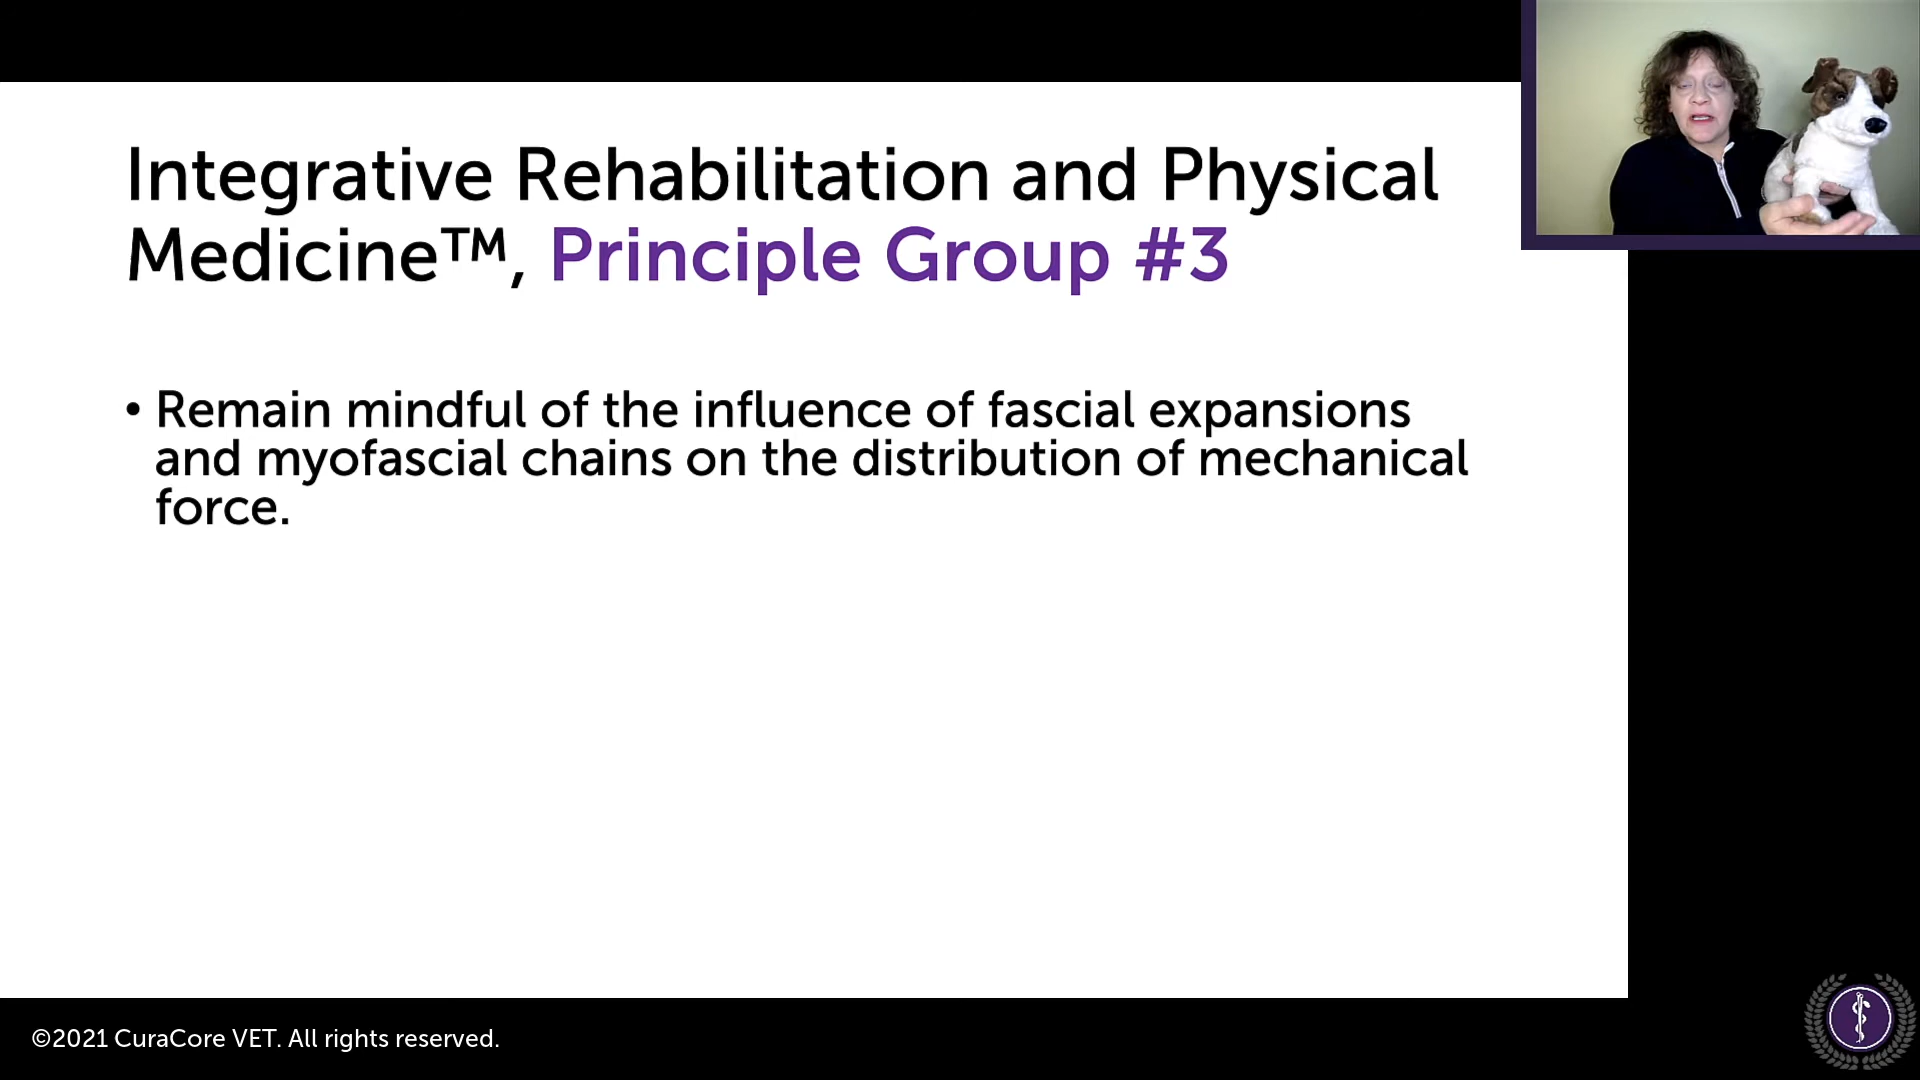 Integrative Rehabilitation and Physical
Medicine™, Principle Group #3
• Remain mindful of the influence of fascial expansions
and myofascial chains on the distribution of mechanical
force.
©2021 CuraCore VET. All rights reserved.